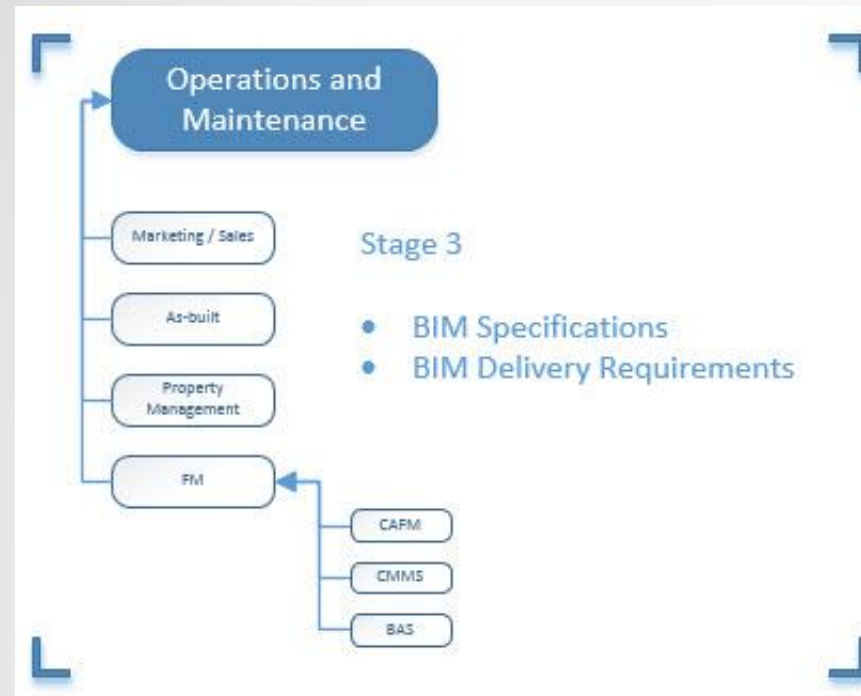 Operations and
Maintenance
Marketing / Sales
As-built
Property
Management
FM
Stage 3
• BIM Specifications
• BIM Delivery Requirements
CAFM
CMMS
BAS